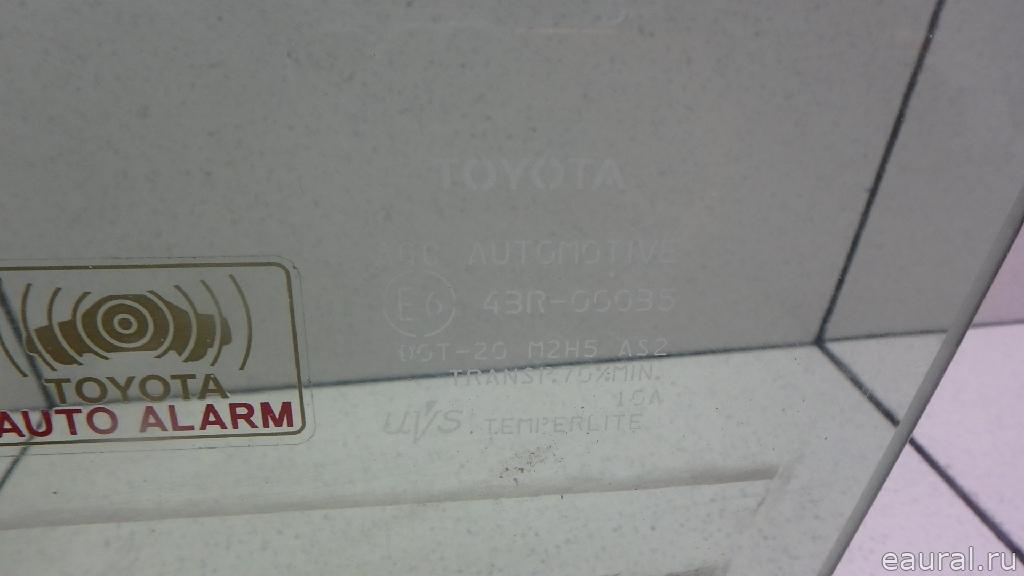 TOYOTA
AGC AUTOMOTIVE
E6 43R-00035
DOT-20 M2H5 AS2
TRANSP.70%MIN.
10A
UVS TEMPERLITE
TOYOTA
AUTO ALARM
eaural.ru